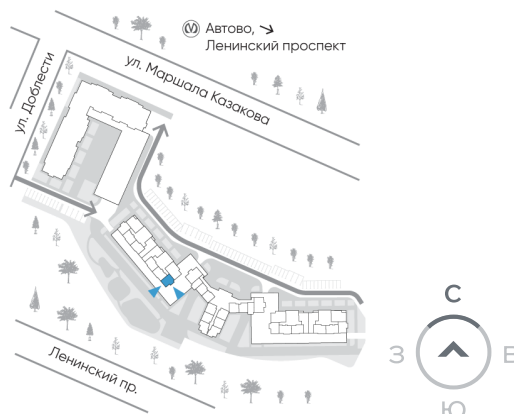 Автово, ↘
Ленинский проспект
ул. Маршала Казакова
ул. Доблести
Ленинский пр.
С
З
В
Ю